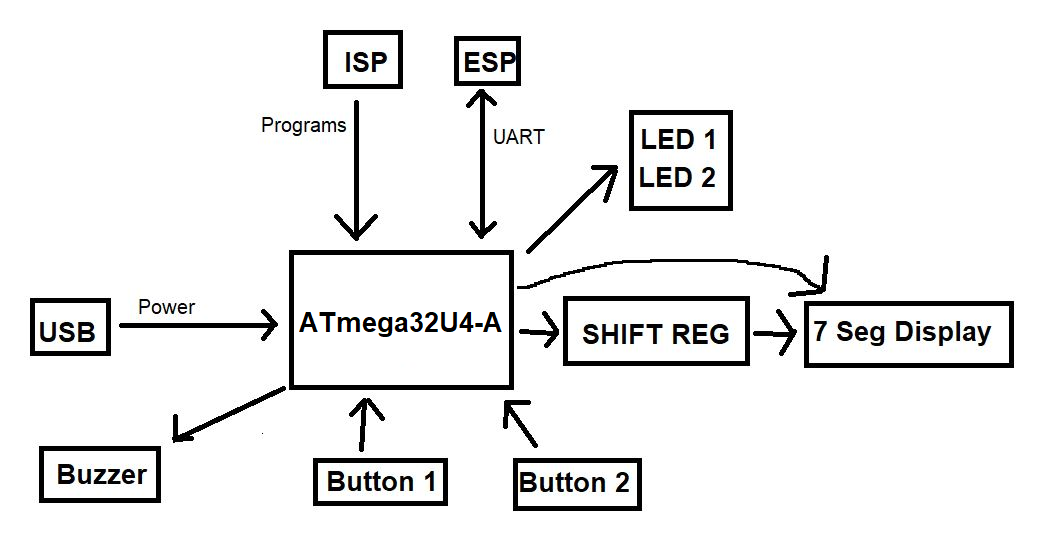 ISP
ESP
Programs
UART
LED 1
LED 2
USB
Power
ATmega32U4-A
SHIFT REG
7 Seg Display
Buzzer
Button 1
Button 2